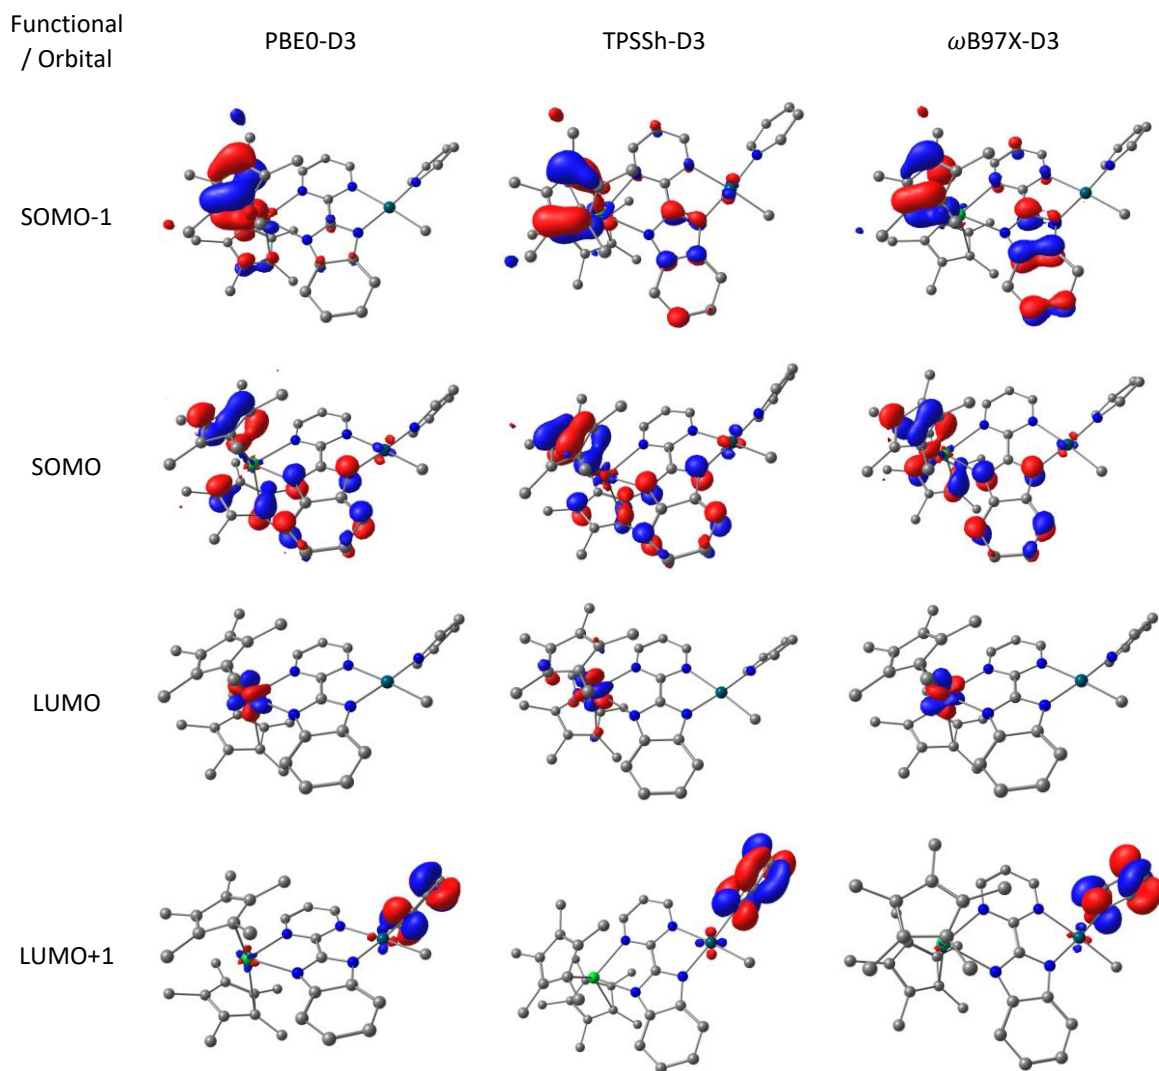 Functional
/ Orbital
PBE0-D3
TPSSh-D3
ωB97X-D3
SOMO-1
SOMO
LUMO
LUMO+1